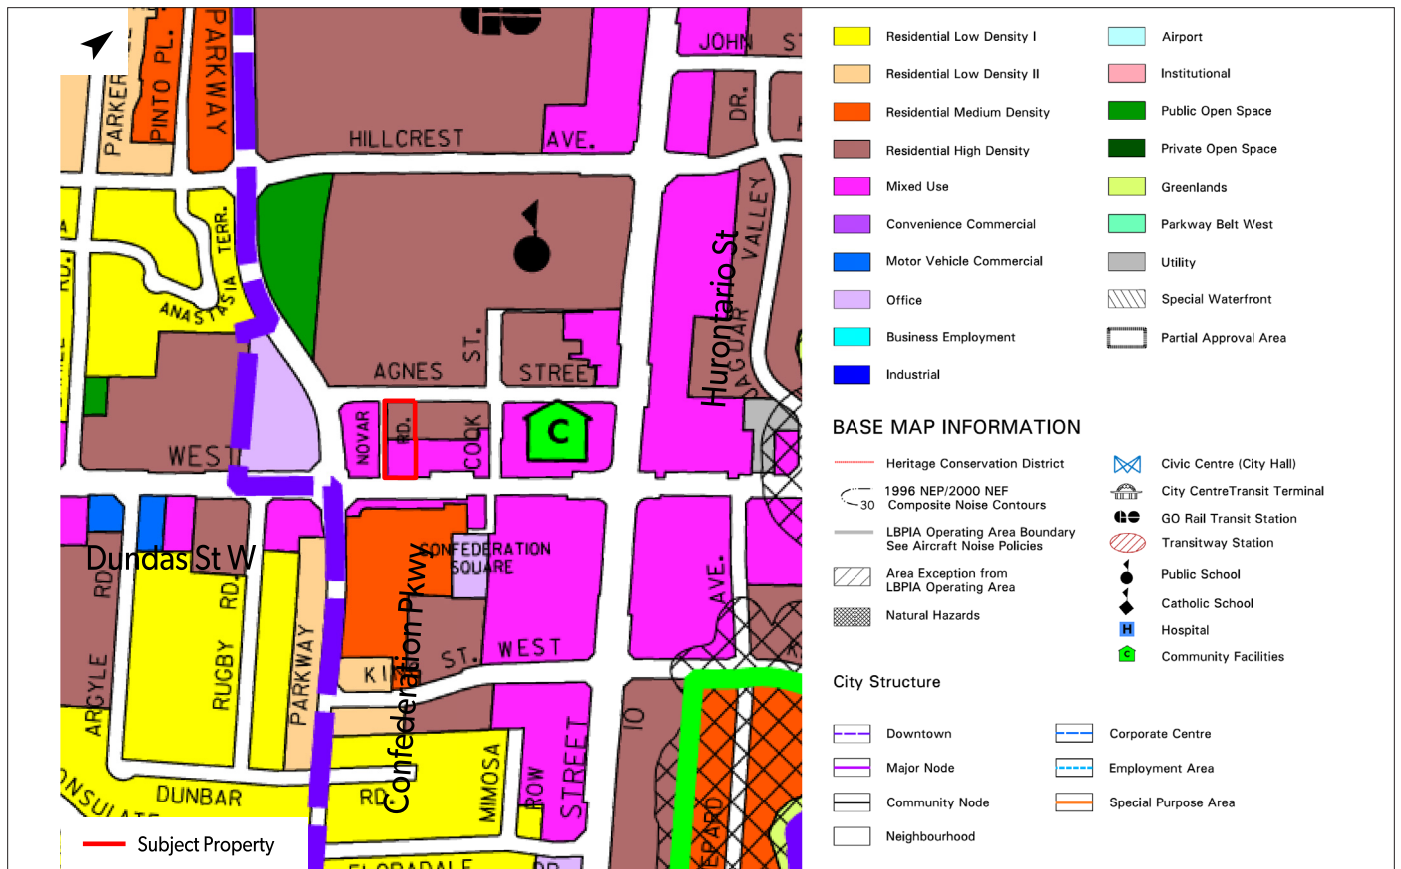 JOHN ST
PARKER
PINTO PL.
PARKWAY
HILLCREST AVE.
DR.
VALLEY
JAGUAR
Hurontario St
TERR.
ANASTASIA
RD.
AGNES STREET
ST.
NOVAR
RD.
COOK
C
WEST
Dundas St W
CONFEDERATION
SQUARE
Confederation Pkwy
RD.
ARGYLE
RD.
RUGBY
PARKWAY
ST. WEST
AVE.
DUNBAR RD.
MIMOSA
ROW
STREET
FLORADALE DR.
Subject Property
Residential Low Density I
Residential Low Density II
Residential Medium Density
Residential High Density
Mixed Use
Convenience Commercial
Motor Vehicle Commercial
Office
Business Employment
Industrial
Airport
Institutional
Public Open Space
Private Open Space
Greenlands
Parkway Belt West
Utility
Special Waterfront
Partial Approval Area
BASE MAP INFORMATION
Heritage Conservation District
1996 NEP/2000 NEF
Composite Noise Contours
30
LBPIA Operating Area Boundary
See Aircraft Noise Policies
Area Exception from
LBPIA Operating Area
Natural Hazards
Civic Centre (City Hall)
City CentreTransit Terminal
GO Rail Transit Station
Transitway Station
Public School
Catholic School
H Hospital
C Community Facilities
City Structure
Downtown
Major Node
Community Node
Neighbourhood
Corporate Centre
Employment Area
Special Purpose Area